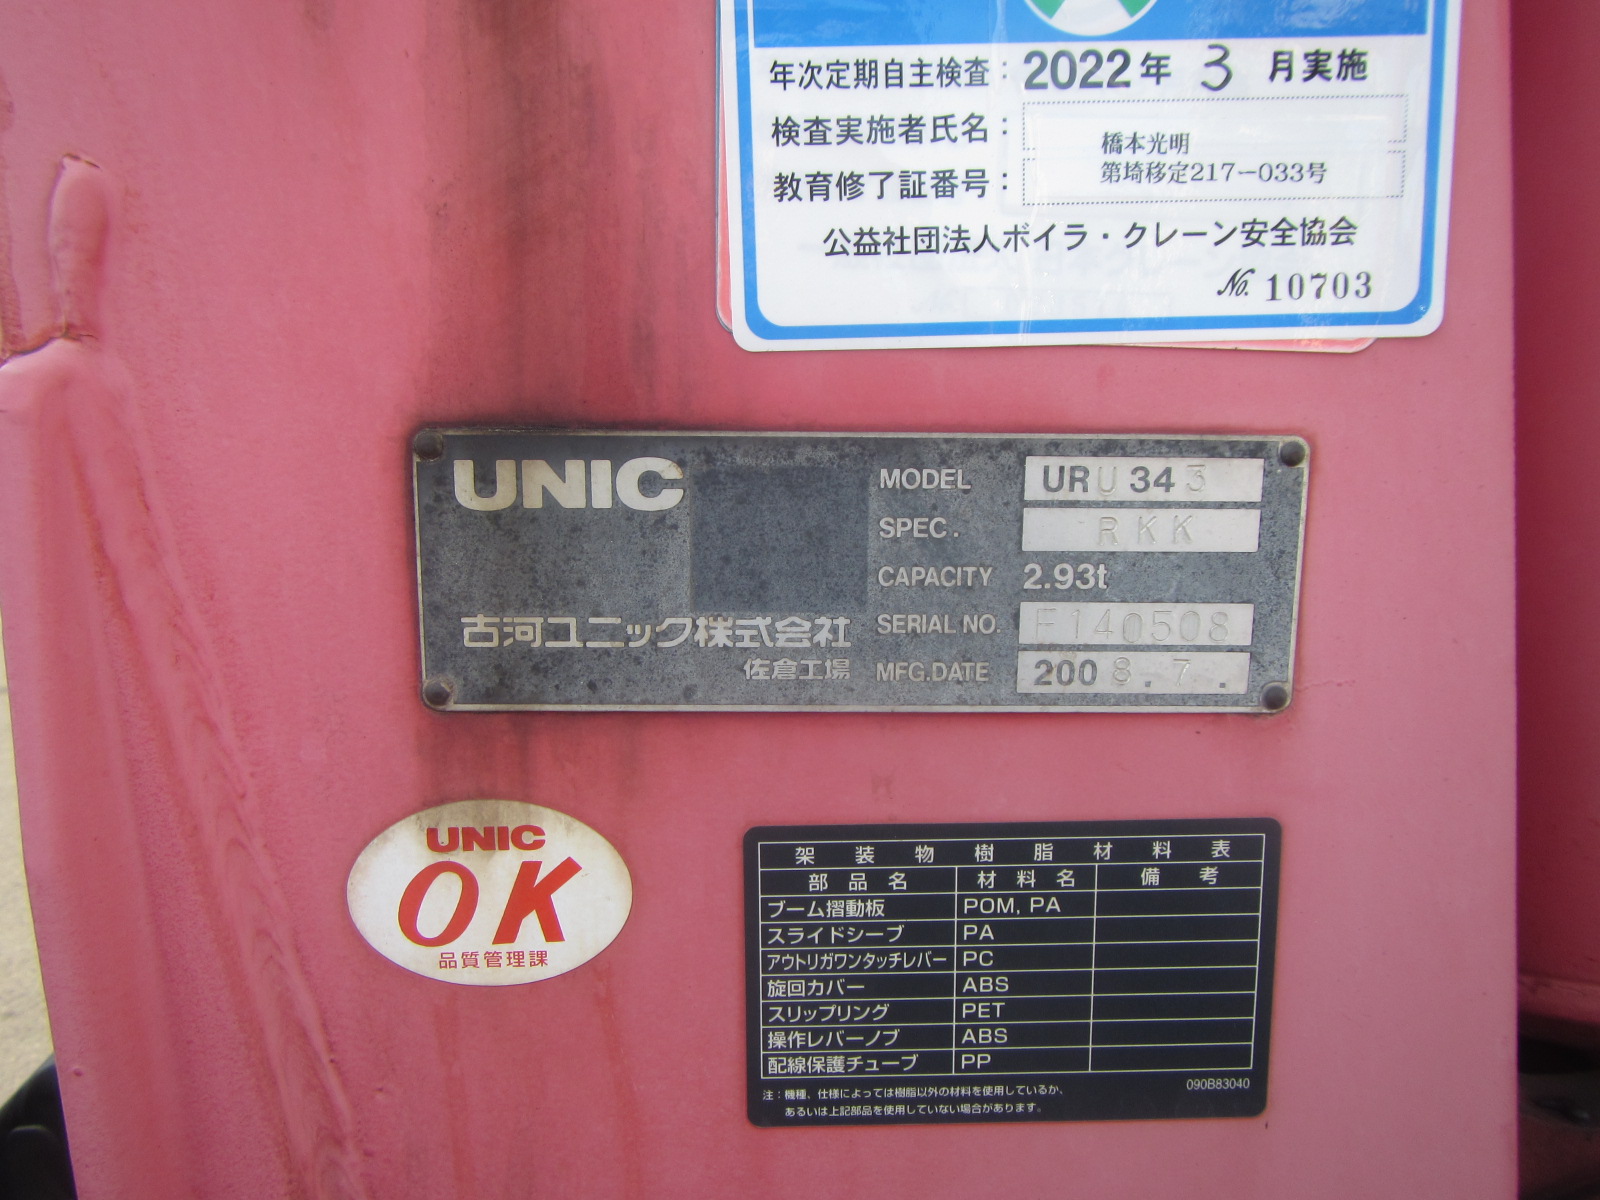 年次定期自主検査：2022年 3 月実施
検査実施者氏名： 橋本光明
教育修了証番号： 第埼移定217-033号
公益社団法人ボイラ・クレーン安全協会
No. 10703
UNIC
古河ユニック株式会社
佐倉工場
MODEL URU343
SPEC. RKK
CAPACITY 2.93t
SERIAL NO. F140508
MFG.DATE 2008.7.
UNIC
OK
品質管理課
架装物樹脂材料表
部品名 材料名 備考
ブーム摺動板 POM, PA
スライドシーブ PA
アウトリガワンタッチレバー PC
旋回カバー ABS
スリップリング PET
操作レバーノブ ABS
配線保護チューブ PP
注：機種、仕様によっては樹脂以外の材料を使用しているか、 090B83040
あるいは上記部品を使用していない場合があります。